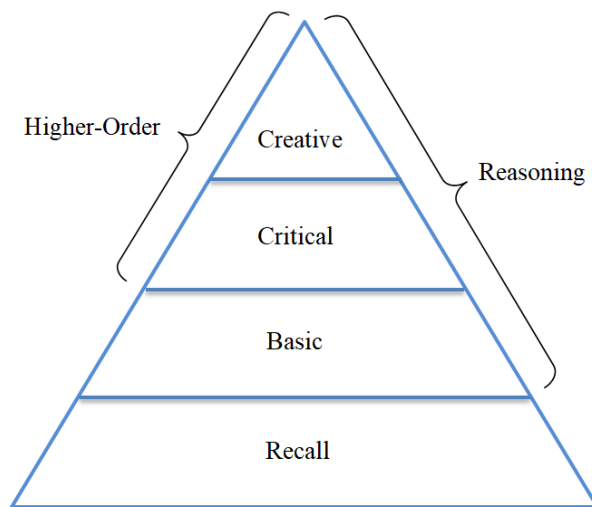 Higher-Order
Creative
Reasoning
Critical
Basic
Recall